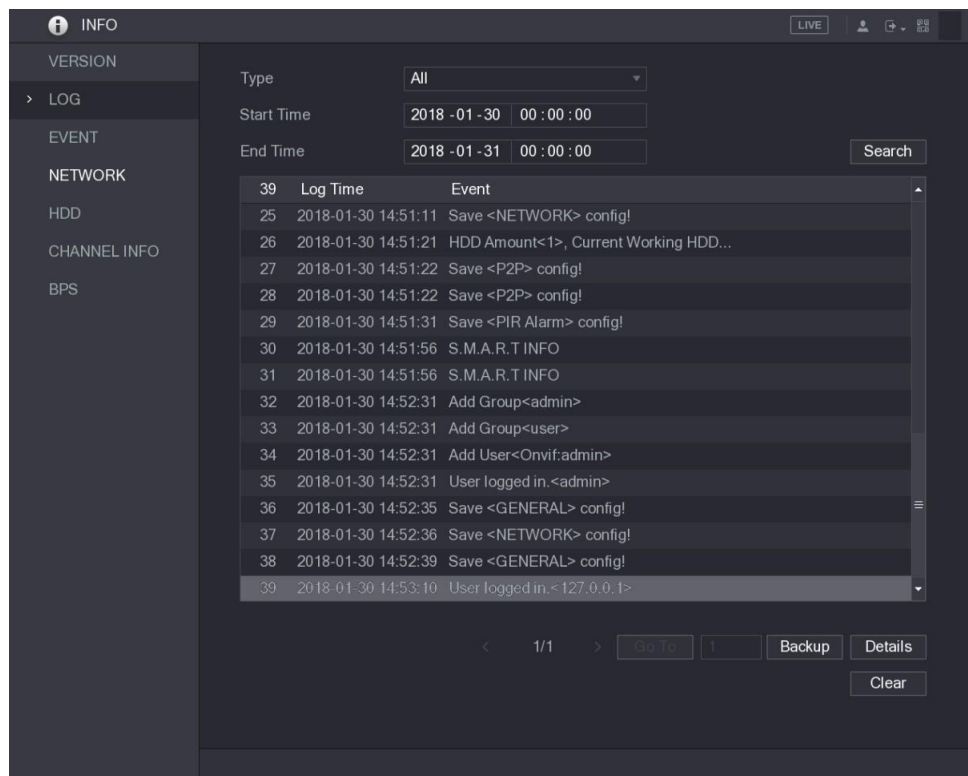 INFO
LIVE
VERSION
LOG
EVENT
NETWORK
HDD
CHANNEL INFO
BPS
Type All
Start Time 2018 -01 -30 00 : 00 : 00
End Time 2018 -01 -31 00 : 00 : 00
Search
39 Log Time Event
25 2018-01-30 14:51:11 Save <NETWORK> config!
26 2018-01-30 14:51:21 HDD Amount<1>, Current Working HDD...
27 2018-01-30 14:51:22 Save <P2P> config!
28 2018-01-30 14:51:22 Save <P2P> config!
29 2018-01-30 14:51:31 Save <PIR Alarm> config!
30 2018-01-30 14:51:56 S.M.A.R.T INFO
31 2018-01-30 14:51:56 S.M.A.R.T INFO
32 2018-01-30 14:52:31 Add Group<admin>
33 2018-01-30 14:52:31 Add Group<user>
34 2018-01-30 14:52:31 Add User<Onvif:admin>
35 2018-01-30 14:52:31 User logged in.<admin>
36 2018-01-30 14:52:35 Save <GENERAL> config!
37 2018-01-30 14:52:36 Save <NETWORK> config!
38 2018-01-30 14:52:39 Save <GENERAL> config!
39 2018-01-30 14:53:10 User logged in.<127.0.0.1>
< 1/1 > Go To 1 Backup Details
Clear